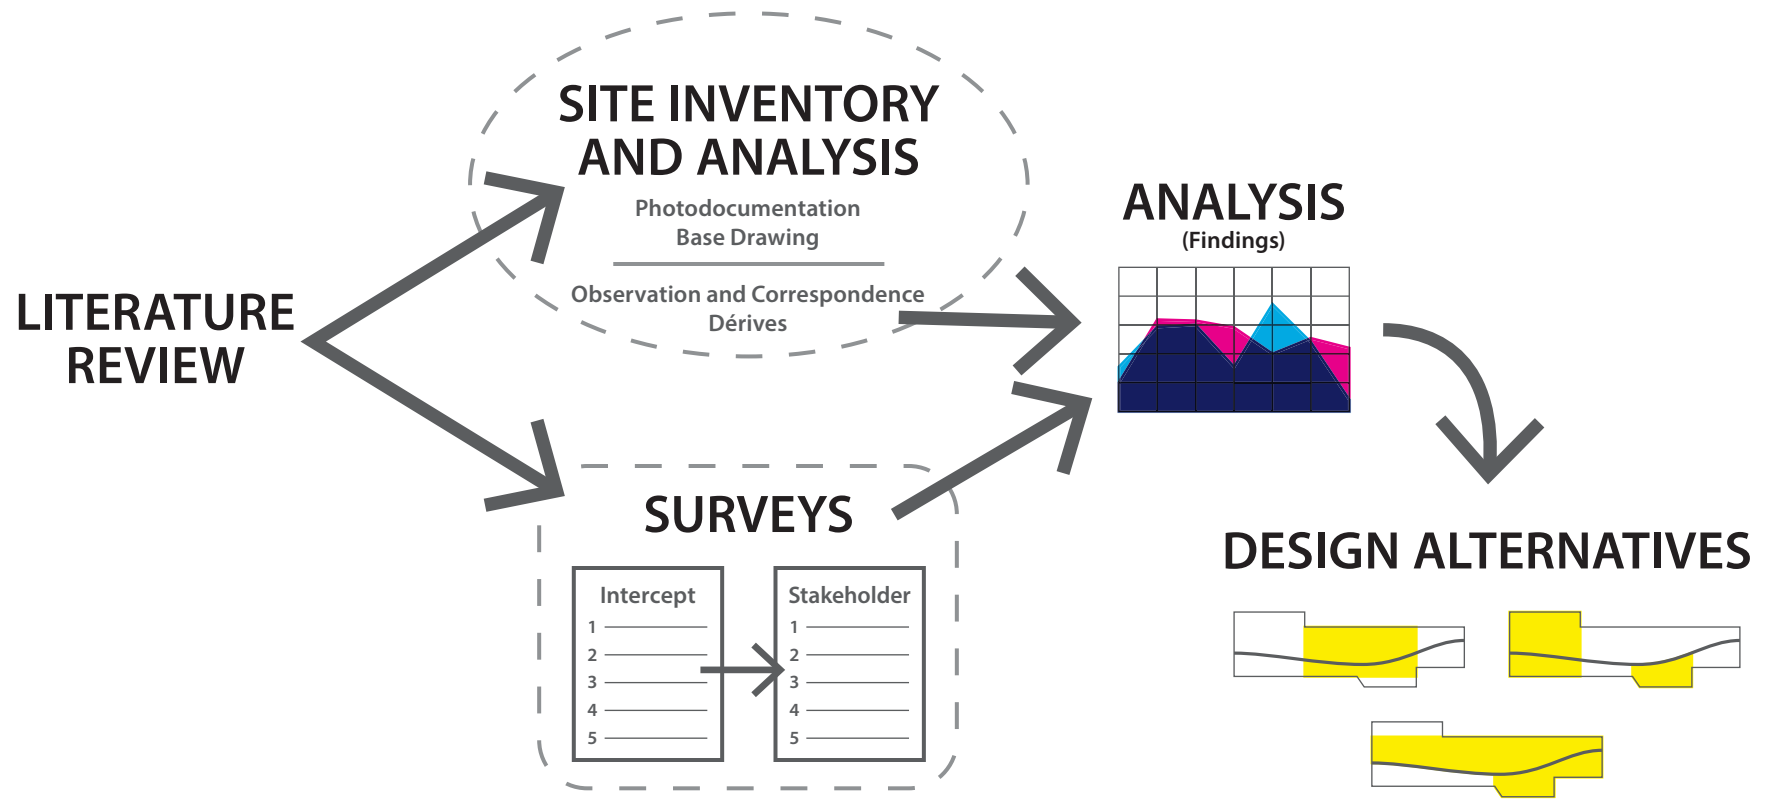 LITERATURE
REVIEW
SITE INVENTORY
AND ANALYSIS
Photodocumentation
Base Drawing
Observation and Correspondence
Dérives
SURVEYS
Intercept
1
2
3
4
5
Stakeholder
1
2
3
4
5
ANALYSIS
(Findings)
DESIGN ALTERNATIVES